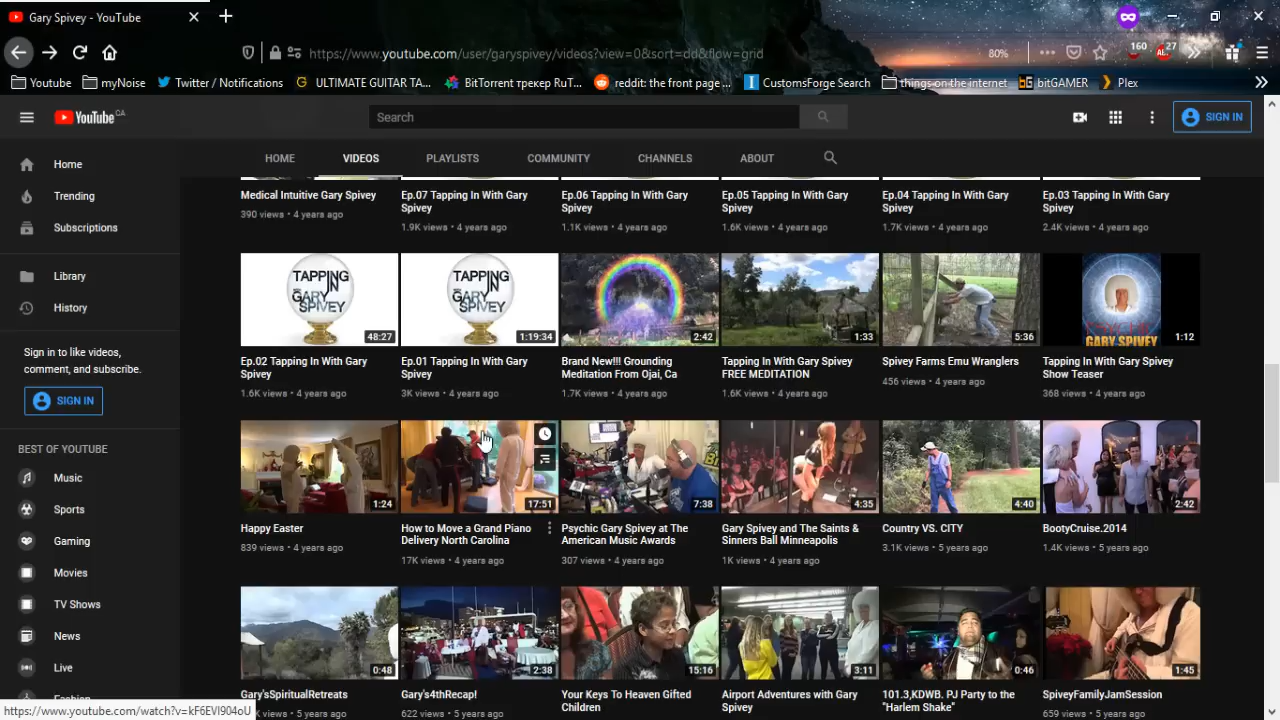 Gary Spivey - YouTube
https://www.youtube.com/user/garyspivey/videos?view=0&sort=dd&flow=grid
80%
160
27
Youtube
myNoise
Twitter / Notifications
ULTIMATE GUITAR TA...
BitTorrent трекер RuT...
reddit: the front page ...
CustomsForge Search
things on the internet
bitGAMER
Plex
YouTube CA
Search
SIGN IN
HOME
VIDEOS
PLAYLISTS
COMMUNITY
CHANNELS
ABOUT
Home
Trending
Subscriptions
Library
History
Sign in to like videos,
comment, and subscribe.
SIGN IN
BEST OF YOUTUBE
Music
Sports
Gaming
Movies
TV Shows
News
Live
Fashion
Medical Intuitive Gary Spivey
390 views • 4 years ago
Ep.07 Tapping In With Gary
Spivey
1.9K views • 4 years ago
Ep.06 Tapping In With Gary
Spivey
1.1K views • 4 years ago
Ep.05 Tapping In With Gary
Spivey
1.6K views • 4 years ago
Ep.04 Tapping In With Gary
Spivey
1.7K views • 4 years ago
Ep.03 Tapping In With Gary
Spivey
2.4K views • 4 years ago
TAPPING
IN
GARY
SPIVEY
48:27
Ep.02 Tapping In With Gary
Spivey
1.6K views • 4 years ago
TAPPING
IN
GARY
SPIVEY
1:19:34
Ep.01 Tapping In With Gary
Spivey
3K views • 4 years ago
2:42
Brand New!!! Grounding
Meditation From Ojai, Ca
1.7K views • 4 years ago
1:33
Tapping In With Gary Spivey
FREE MEDITATION
1.6K views • 4 years ago
5:36
Spivey Farms Emu Wranglers
456 views • 4 years ago
GARY SPIVEY
1:12
Tapping In With Gary Spivey
Show Teaser
368 views • 4 years ago
1:24
Happy Easter
839 views • 4 years ago
17:51
How to Move a Grand Piano
Delivery North Carolina
17K views • 4 years ago
7:38
Psychic Gary Spivey at The
American Music Awards
307 views • 4 years ago
4:35
Gary Spivey and The Saints &
Sinners Ball Minneapolis
1K views • 4 years ago
4:40
Country VS. CITY
3.1K views • 5 years ago
2:42
BootyCruise.2014
1.4K views • 5 years ago
0:48
Gary'sSpiritualRetreats
views • 5 years ago
2:38
Gary's4thRecap!
622 views • 5 years ago
15:16
Your Keys To Heaven Gifted
Children
3:11
Airport Adventures with Gary
Spivey
0:46
101.3,KDWB. PJ Party to the
"Harlem Shake"
1:45
SpiveyFamilyJamSession
views • 5 years ago
https://www.youtube.com/watch?v=kF6EVI904oU